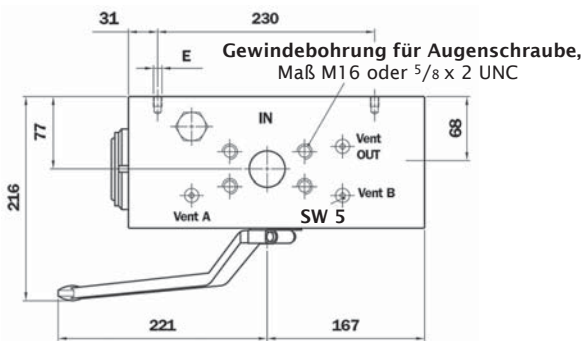 31
230
E
Gewindebohrung für Augenschraube,
Maß M16 oder 5/8 x 2 UNC
IN
77
68
Vent
OUT
216
Vent A
Vent B
SW 5
221
167